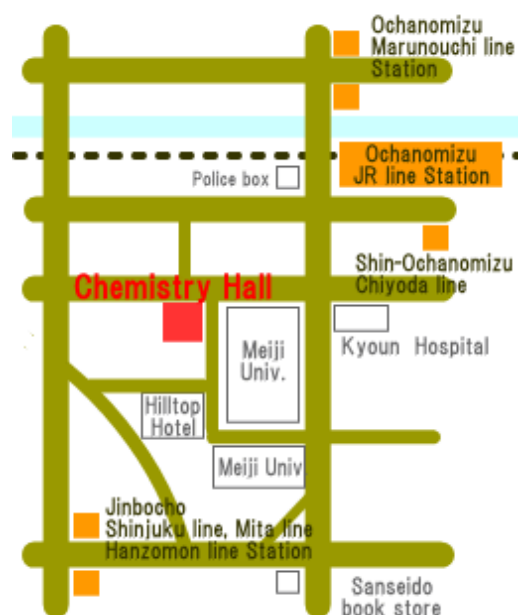 Ochanomizu
Marunouchi line
Station
Ochanomizu
JR line Station
Police box
Shin-Ochanomizu
Chiyoda line
Chemistry Hall
Meiji
Univ.
Kyoun Hospital
Hilltop
Hotel
Meiji Univ
Jinbocho
Shinjuku line, Mita line
Hanzomon line Station
Sanseido
book store